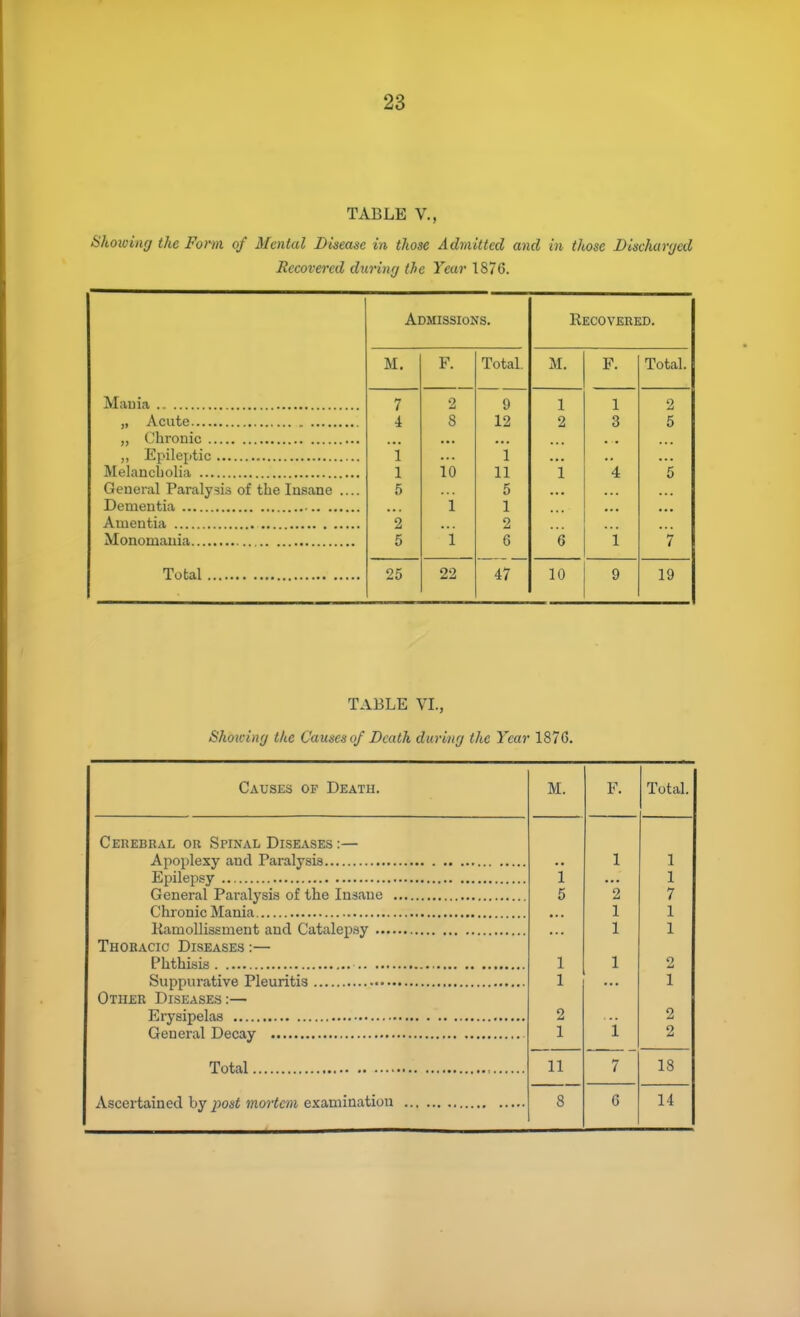 23
TABLE V.,
Showing the Form of Mental Disease in those Admitted and in those Discharged
Recovered during the Year 1876.
Admissions. Recovered.
M. F. Total. M. F. Total.
Mania .. 7 2 9 1 1 2
„ Acute 4 8 12 2 3 5
„ Chronic ... ... ... ... ... ...
„ Epileptic 1 ... 1 ... ... ...
Melancholia 1 10 11 1 4 5
General Paralysis of the Insane .... 5 ... 5 ... ... ...
Dementia ... 1 1 ... ... ...
Amentia 2 ... 2 ... ... ...
Monomania 5 1 6 6 1 7
Total 25 22 47 10 9 19
TABLE VI.,
Showing the Causes of Death during the Year 1876.
Causes of Death. M. F. Total.
Cerebral or Spinal Diseases :—
Apoplexy and Paralysis .. 1 1
Epilepsy 1 ... 1
General Paralysis of the Insane 5 2 7
Chronic Mania ... 1 1
Ramollissment and Catalepsy ... 1 1
Thoracic Diseases :—
Phthisis 1 1 2
Suppurative Pleuritis 1 ... 1
Other Diseases :—
Erysipelas 2 ... 2
General Decay 1 1 2
Total 11 7 18
Ascertained by post mortem examination 8 6 14